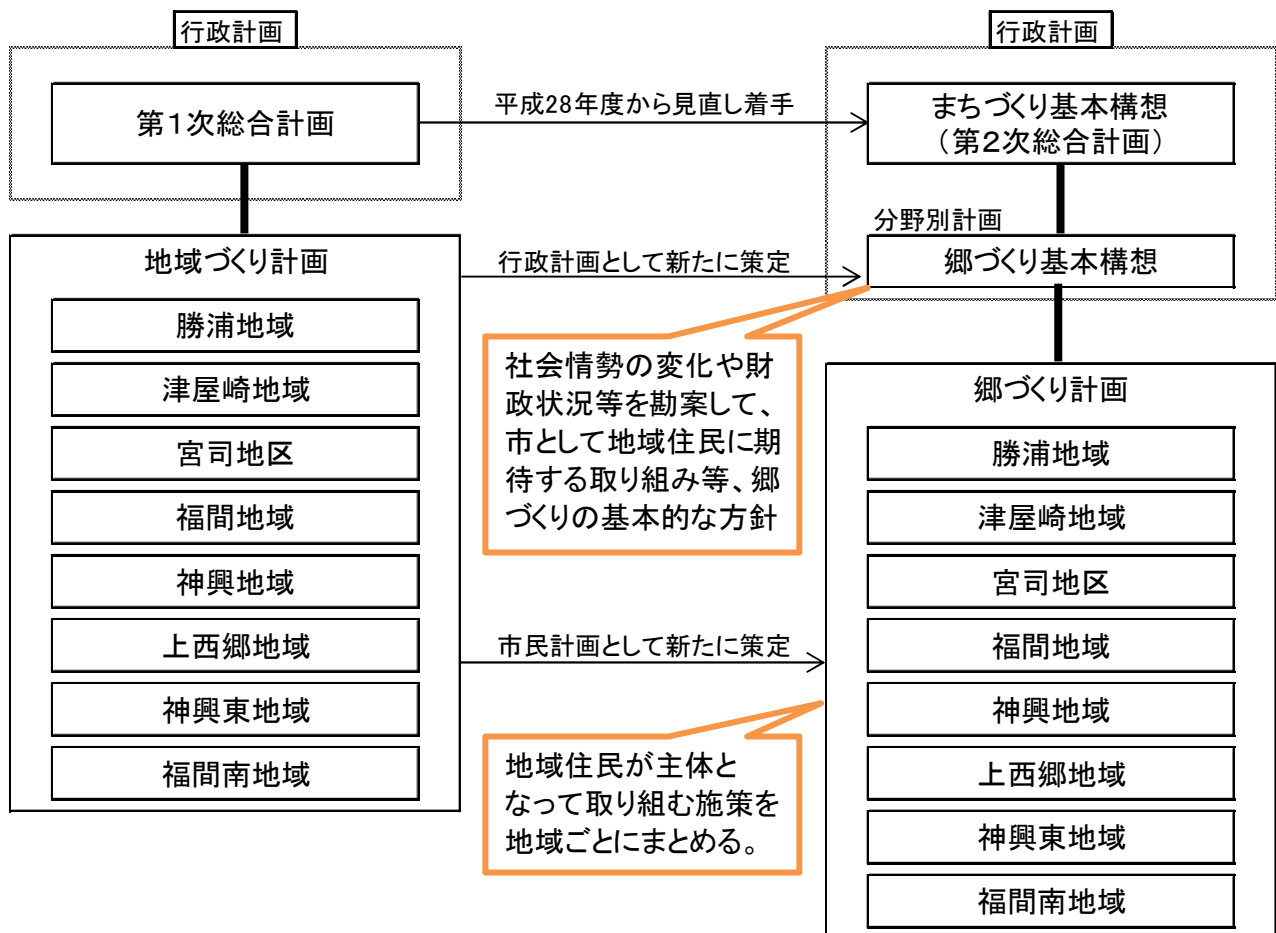 行政計画
第1次総合計画
地域づくり計画
勝浦地域
津屋崎地域
宮司地区
福間地域
神興地域
上西郷地域
神興東地域
福間南地域
平成28年度から見直し着手
行政計画として新たに策定
社会情勢の変化や財
政状況等を勘案して、
市として地域住民に期
待する取り組み等、郷
づくりの基本的な方針
市民計画として新たに策定
地域住民が主体と
なって取り組む施策を
地域ごとにまとめる。
行政計画
まちづくり基本構想
（第2次総合計画）
分野別計画
郷づくり基本構想
郷づくり計画
勝浦地域
津屋崎地域
宮司地区
福間地域
神興地域
上西郷地域
神興東地域
福間南地域